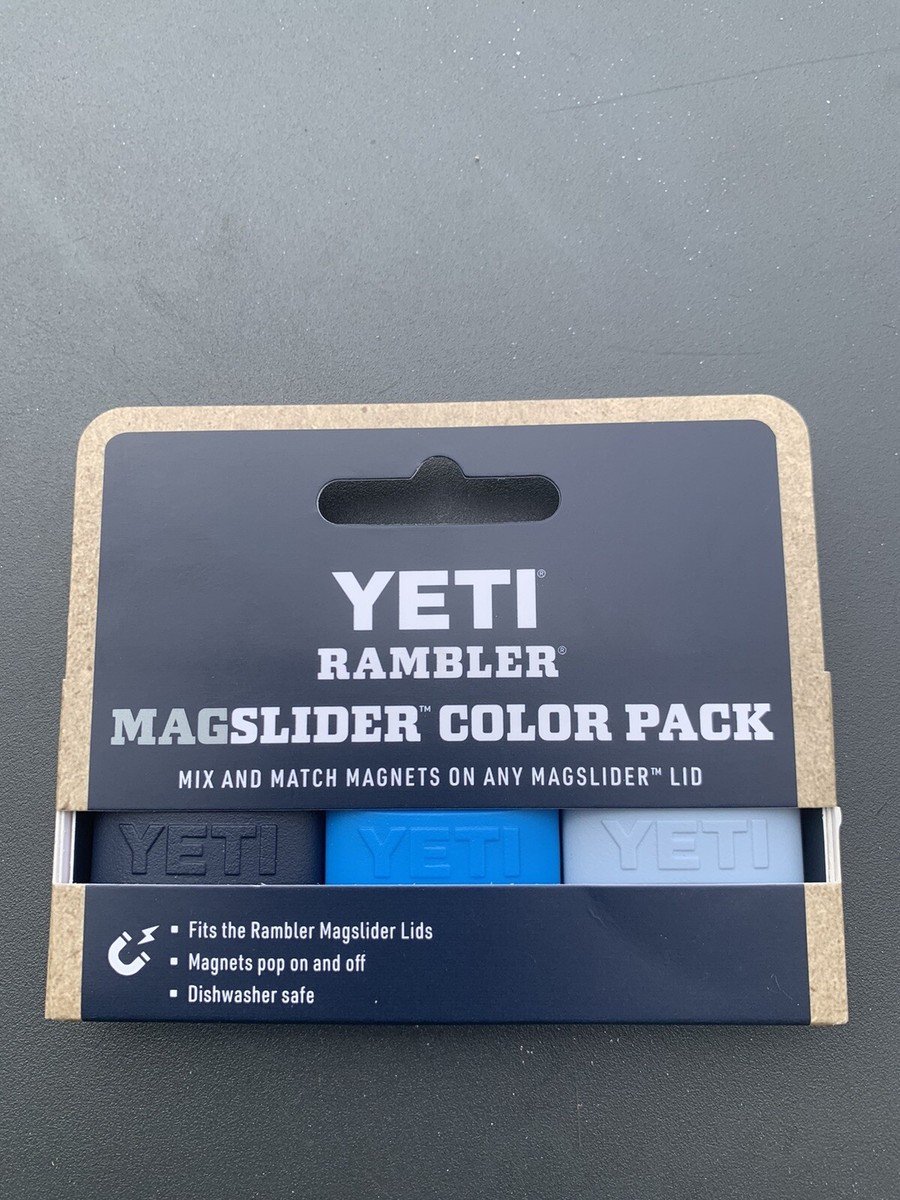 YETI®
RAMBLER®
MAGSLIDER™ COLOR PACK
MIX AND MATCH MAGNETS ON ANY MAGSLIDER™ LID
YETI YETI YETI
▪ Fits the Rambler Magslider Lids
▪ Magnets pop on and off
▪ Dishwasher safe